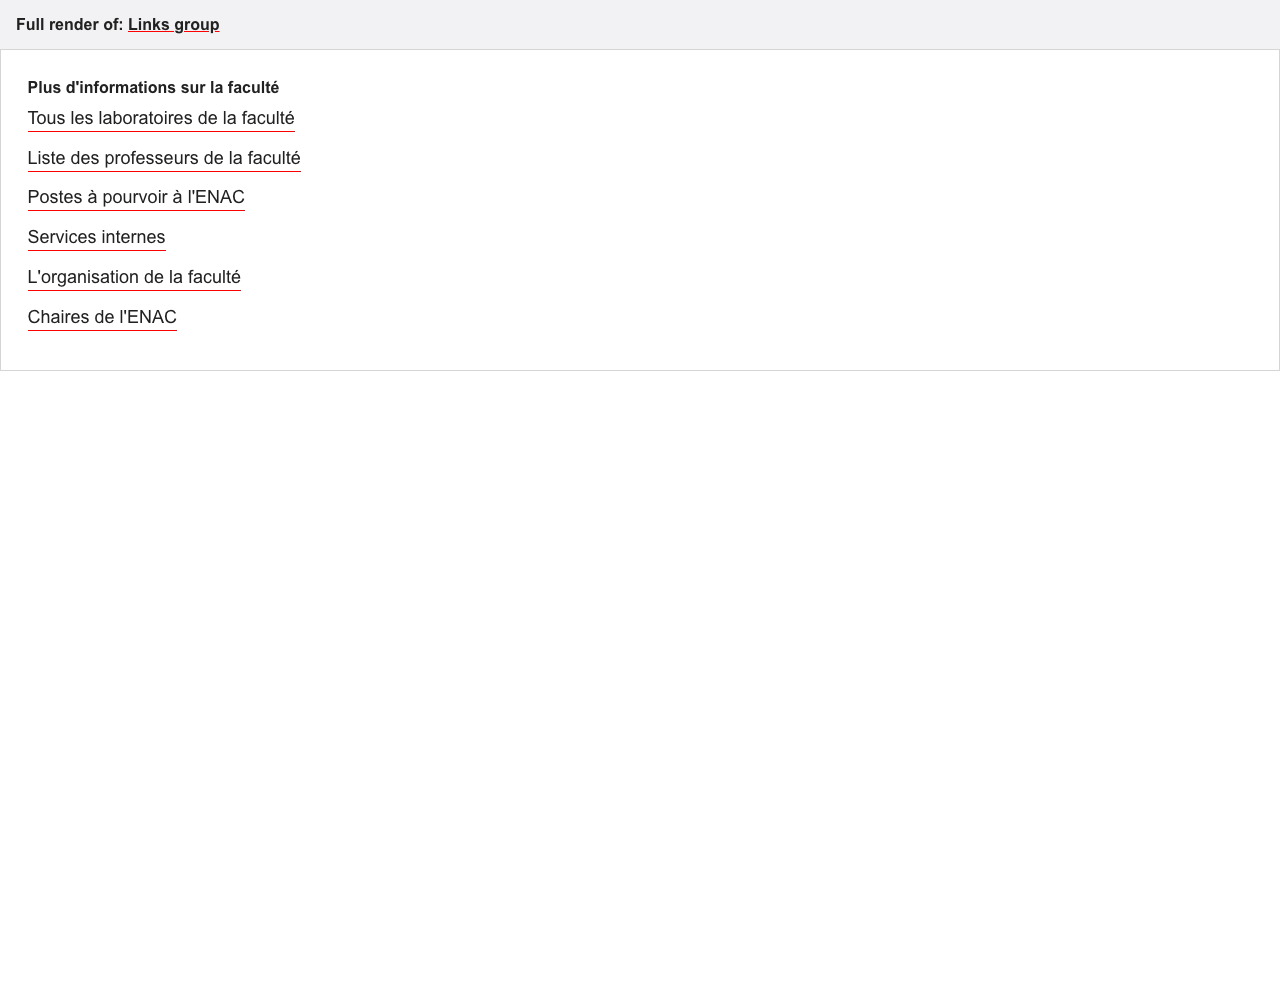 Full render of: Links group
Plus d'informations sur la faculté
Tous les laboratoires de la faculté
Liste des professeurs de la faculté
Postes à pourvoir à l'ENAC
Services internes
L'organisation de la faculté
Chaires de l'ENAC